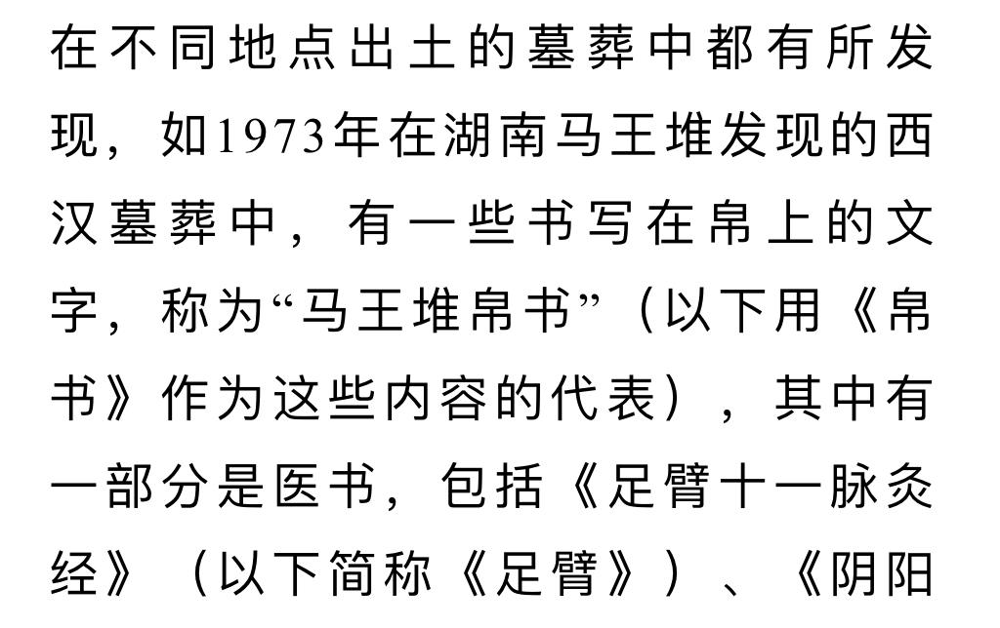 在不同地点出土的墓葬中都有所发
现，如1973年在湖南马王堆发现的西
汉墓葬中，有一些书写在帛上的文
字，称为“马王堆帛书”（以下用《帛
书》作为这些内容的代表），其中有
一部分是医书，包括《足臂十一脉灸
经》（以下简称《足臂》）、《阴阳